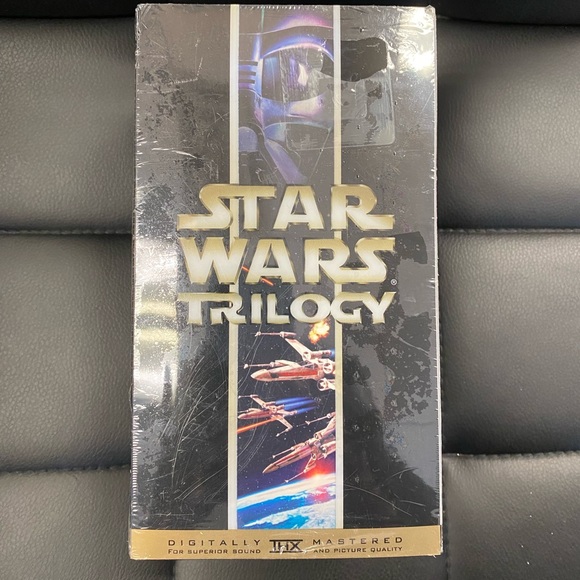 STAR
WARS®
TRILOGY
DIGITALLY THX MASTERED
FOR SUPERIOR SOUND AND PICTURE QUALITY